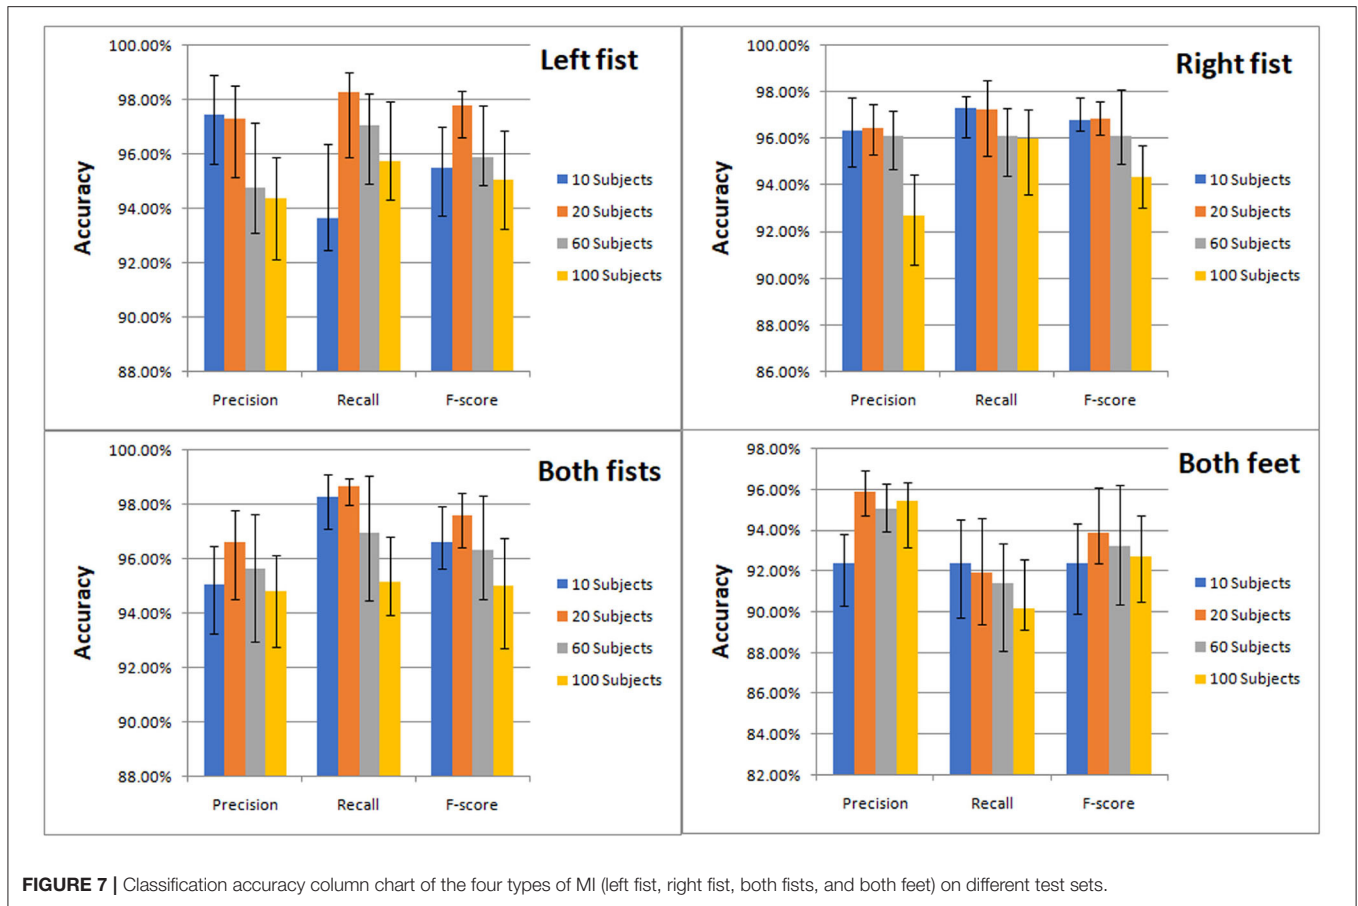 Left fist
100.00%
98.00%
96.00%
94.00%
92.00%
90.00%
88.00%
Accuracy
Precision Recall F-score
10 Subjects
20 Subjects
60 Subjects
100 Subjects
Right fist
100.00%
98.00%
96.00%
94.00%
92.00%
90.00%
88.00%
86.00%
Accuracy
Precision Recall F-score
10 Subjects
20 Subjects
60 Subjects
100 Subjects
Both fists
100.00%
98.00%
96.00%
94.00%
92.00%
90.00%
88.00%
Accuracy
Precision Recall F-score
10 Subjects
20 Subjects
60 Subjects
100 Subjects
Both feet
98.00%
96.00%
94.00%
92.00%
90.00%
88.00%
86.00%
84.00%
82.00%
Accuracy
Precision Recall F-score
10 Subjects
20 Subjects
60 Subjects
100 Subjects
FIGURE 7 | Classification accuracy column chart of the four types of MI (left fist, right fist, both fists, and both feet) on different test sets.